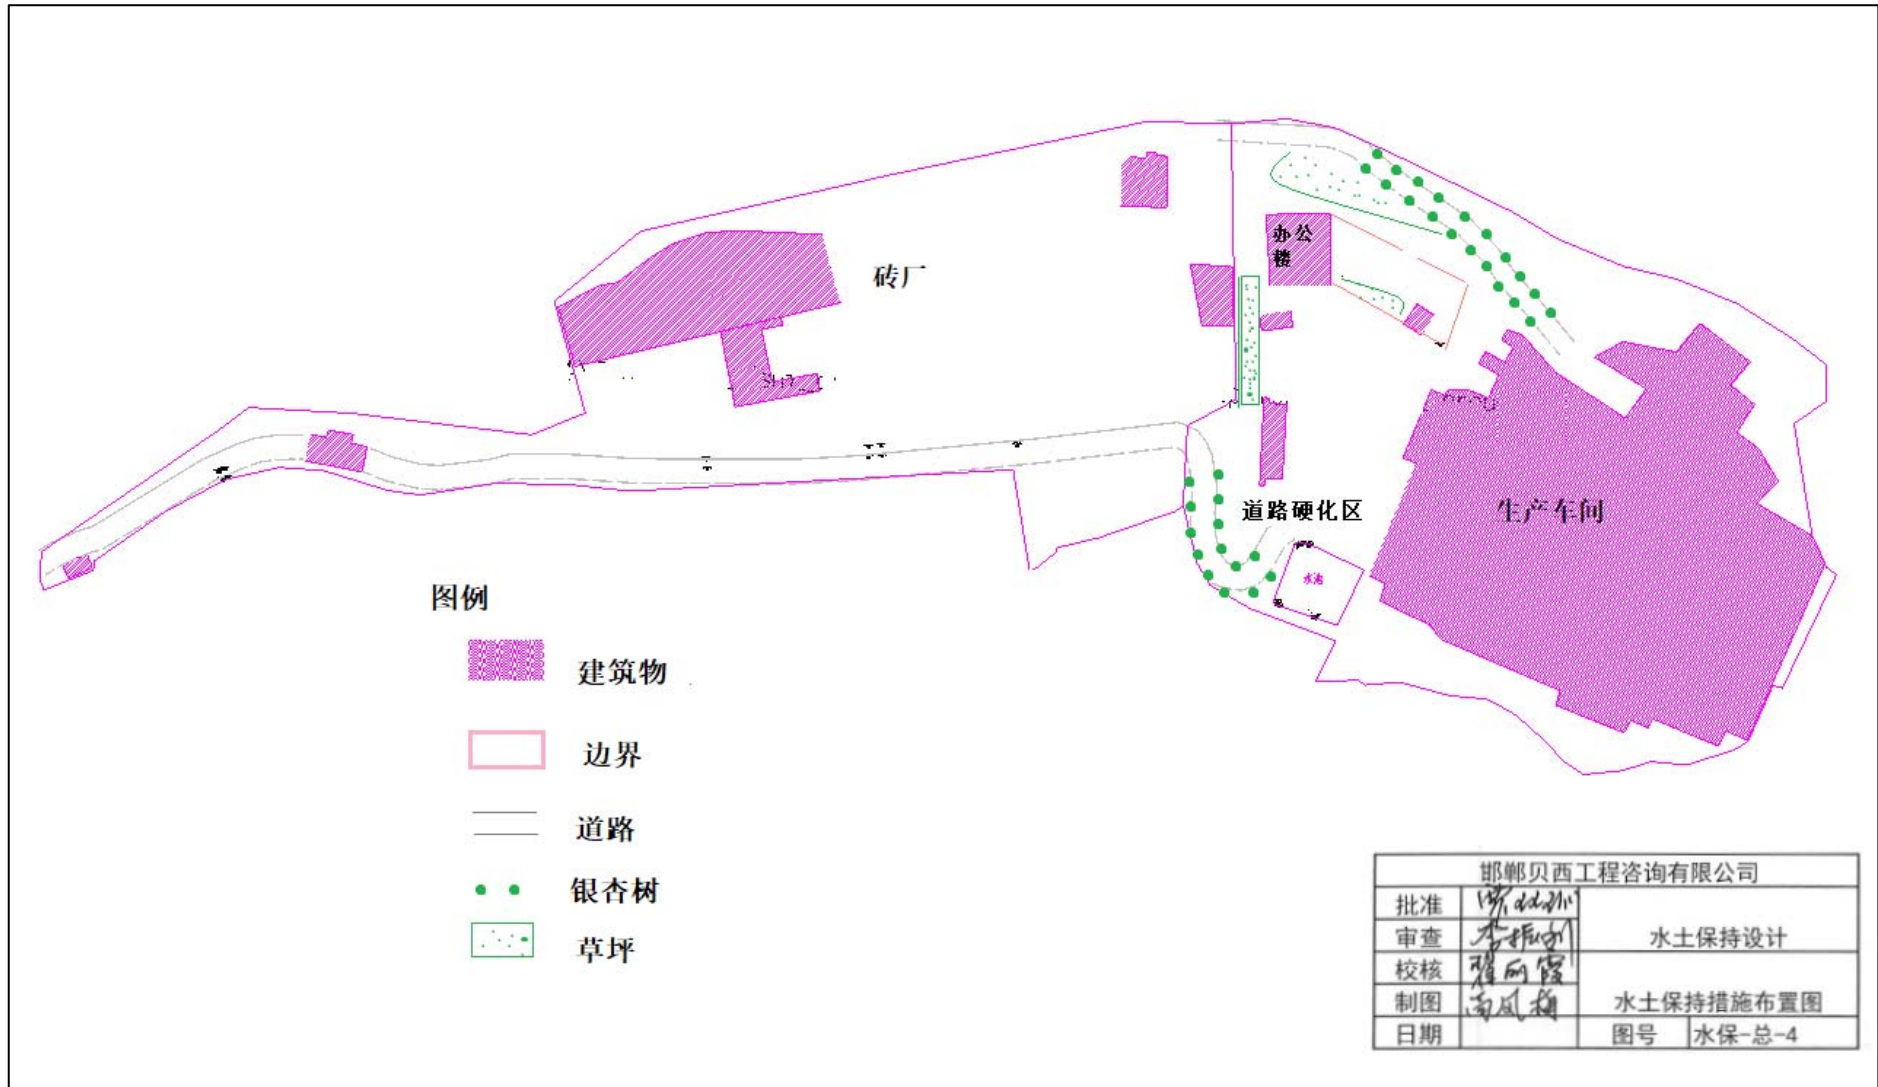 砖厂
办公
楼
道路硬化区
生产车间
水池
图例
建筑物
边界
道路
银杏树
草坪
邯郸贝西工程咨询有限公司
批准
审查
水土保持设计
校核
制图
水土保持措施布置图
日期
图号
水保-总-4